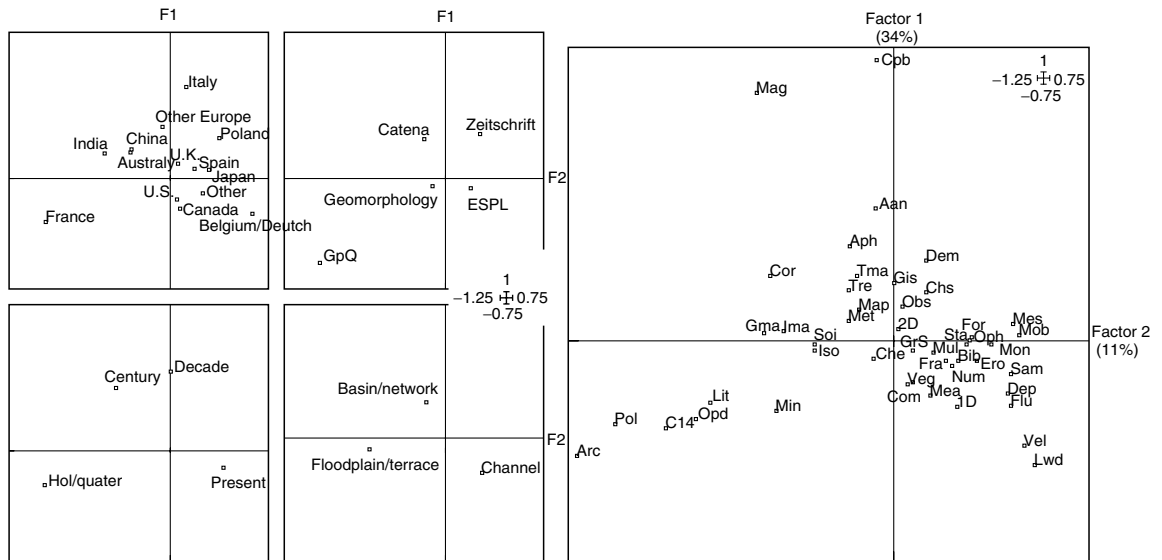 F1
Italy
Other Europe
Poland
China
India
U.K.
Australy
Spain
Japan
U.S.
Other
Canada
France
Belgium/Deutch
F1
Catena
Zeitschrift
F2
Geomorphology
ESPL
GpQ
1
−1.25 0.75
−0.75
Decade
Century
Hol/quater
Present
Basin/network
F2
Floodplain/terrace
Channel
Factor 1
(34%)
Cpb
1
−1.25 0.75
−0.75
Mag
Aan
Aph
Dem
Cor
Tma
Gis
Tre
Chs
Map
Obs
Met
Mes
Gma
Ima
2D
For
Mob
Soi
Sta
Oph
Factor 2
(11%)
GrS
Iso
Mul
Mon
Che
Bib
Fra
Ero
Sam
Veg
Num
Lit
Com
Mea
Dep
Min
1D
Flu
Opd
Pol
C14
Arc
Vel
Lwd